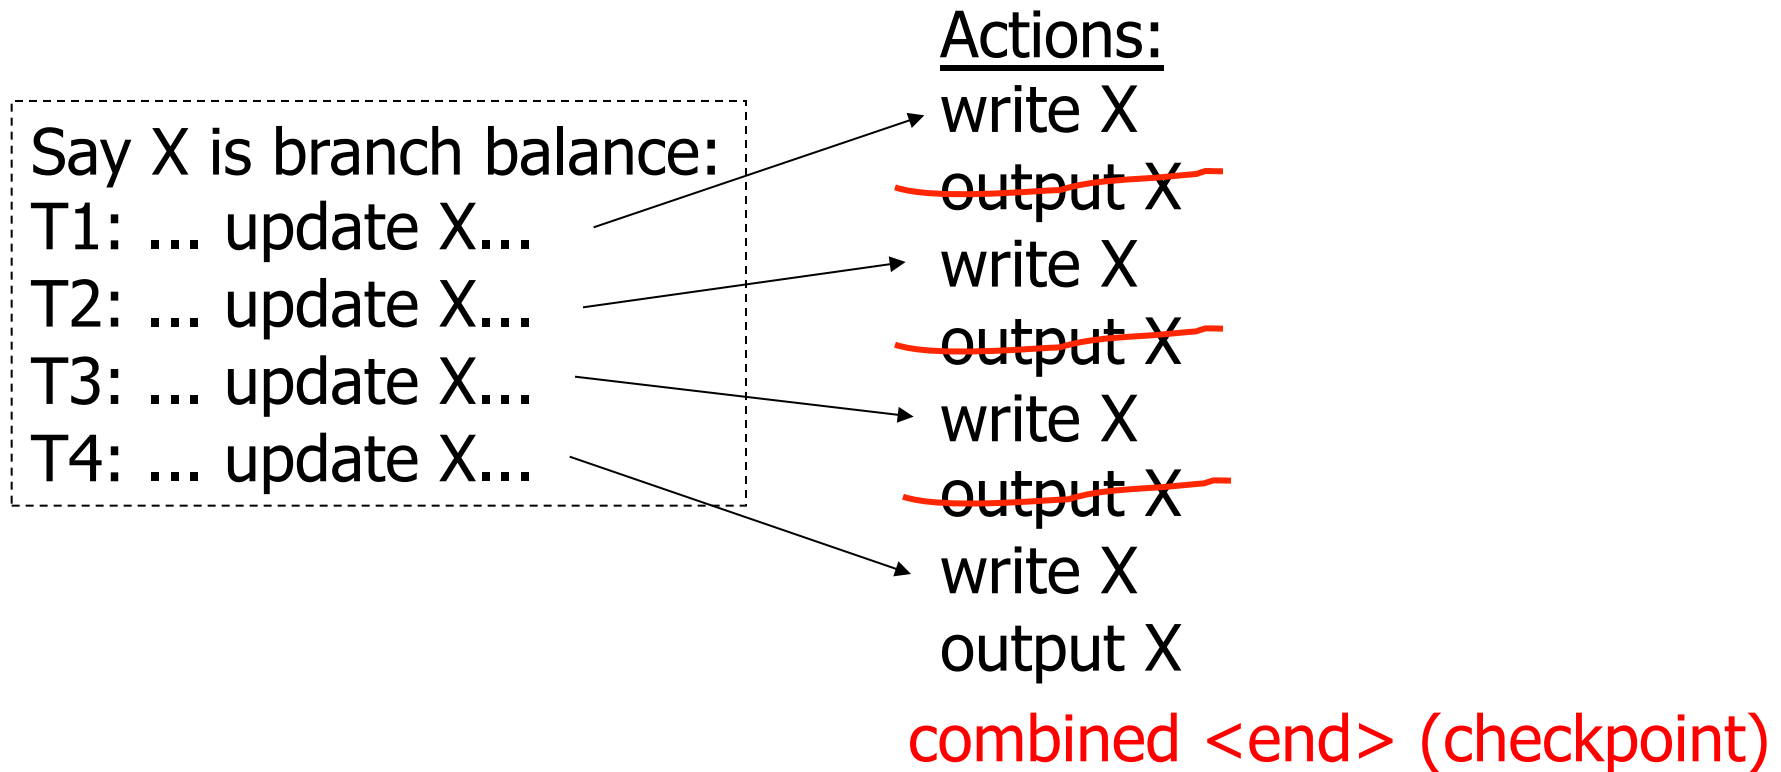 Say X is branch balance:
T1: ... update X...
T2: ... update X...
T3: ... update X...
T4: ... update X...
Actions:
write X
output X
write X
output X
write X
output X
write X
output X
combined <end> (checkpoint)